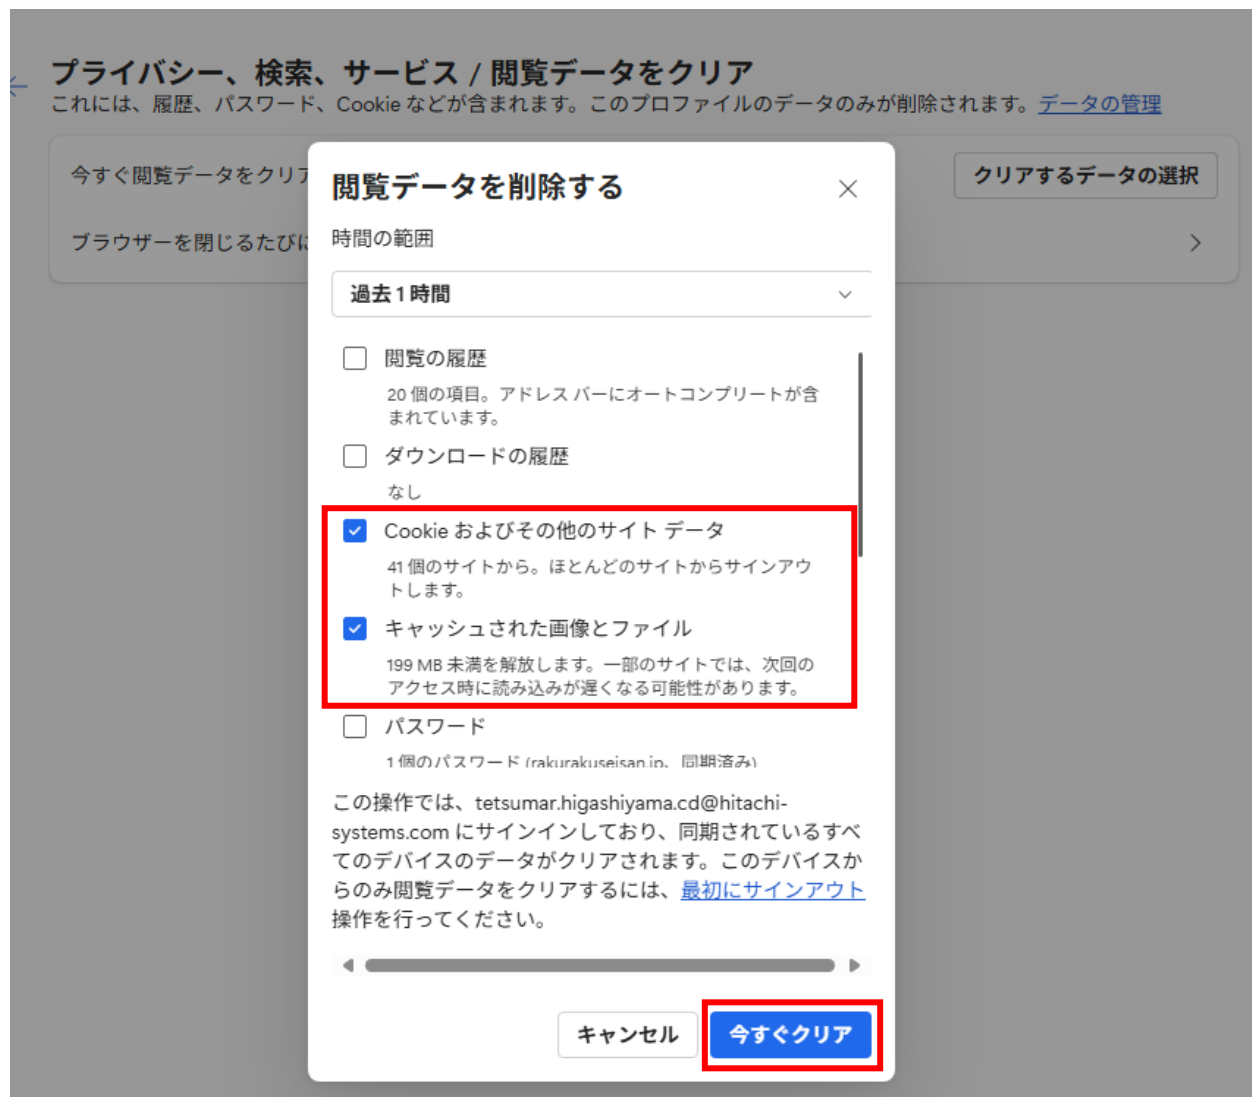 プライバシー、検索、サービス / 閲覧データをクリア
これには、履歴、パスワード、Cookie などが含まれます。このプロファイルのデータのみが削除されます。データの管理
今すぐ閲覧データをクリア
クリアするデータの選択
ブラウザーを閉じるたびに
閲覧データを削除する
時間の範囲
過去 1 時間
閲覧の履歴
20 個の項目。アドレス バーにオートコンプリートが含
まれています。
ダウンロードの履歴
なし
Cookie およびその他のサイト データ
41 個のサイトから。ほとんどのサイトからサインアウ
トします。
キャッシュされた画像とファイル
199 MB 未満を解放します。一部のサイトでは、次回の
アクセス時に読み込みが遅くなる可能性があります。
パスワード
1 個のパスワード (rakurakuseisan.jp、同期済み)
この操作では、tetsumar.higashiyama.cd@hitachi-
systems.com にサインインしており、同期されているすべ
てのデバイスのデータがクリアされます。このデバイスか
らのみ閲覧データをクリアするには、最初にサインアウト
操作を行ってください。
キャンセル
今すぐクリア